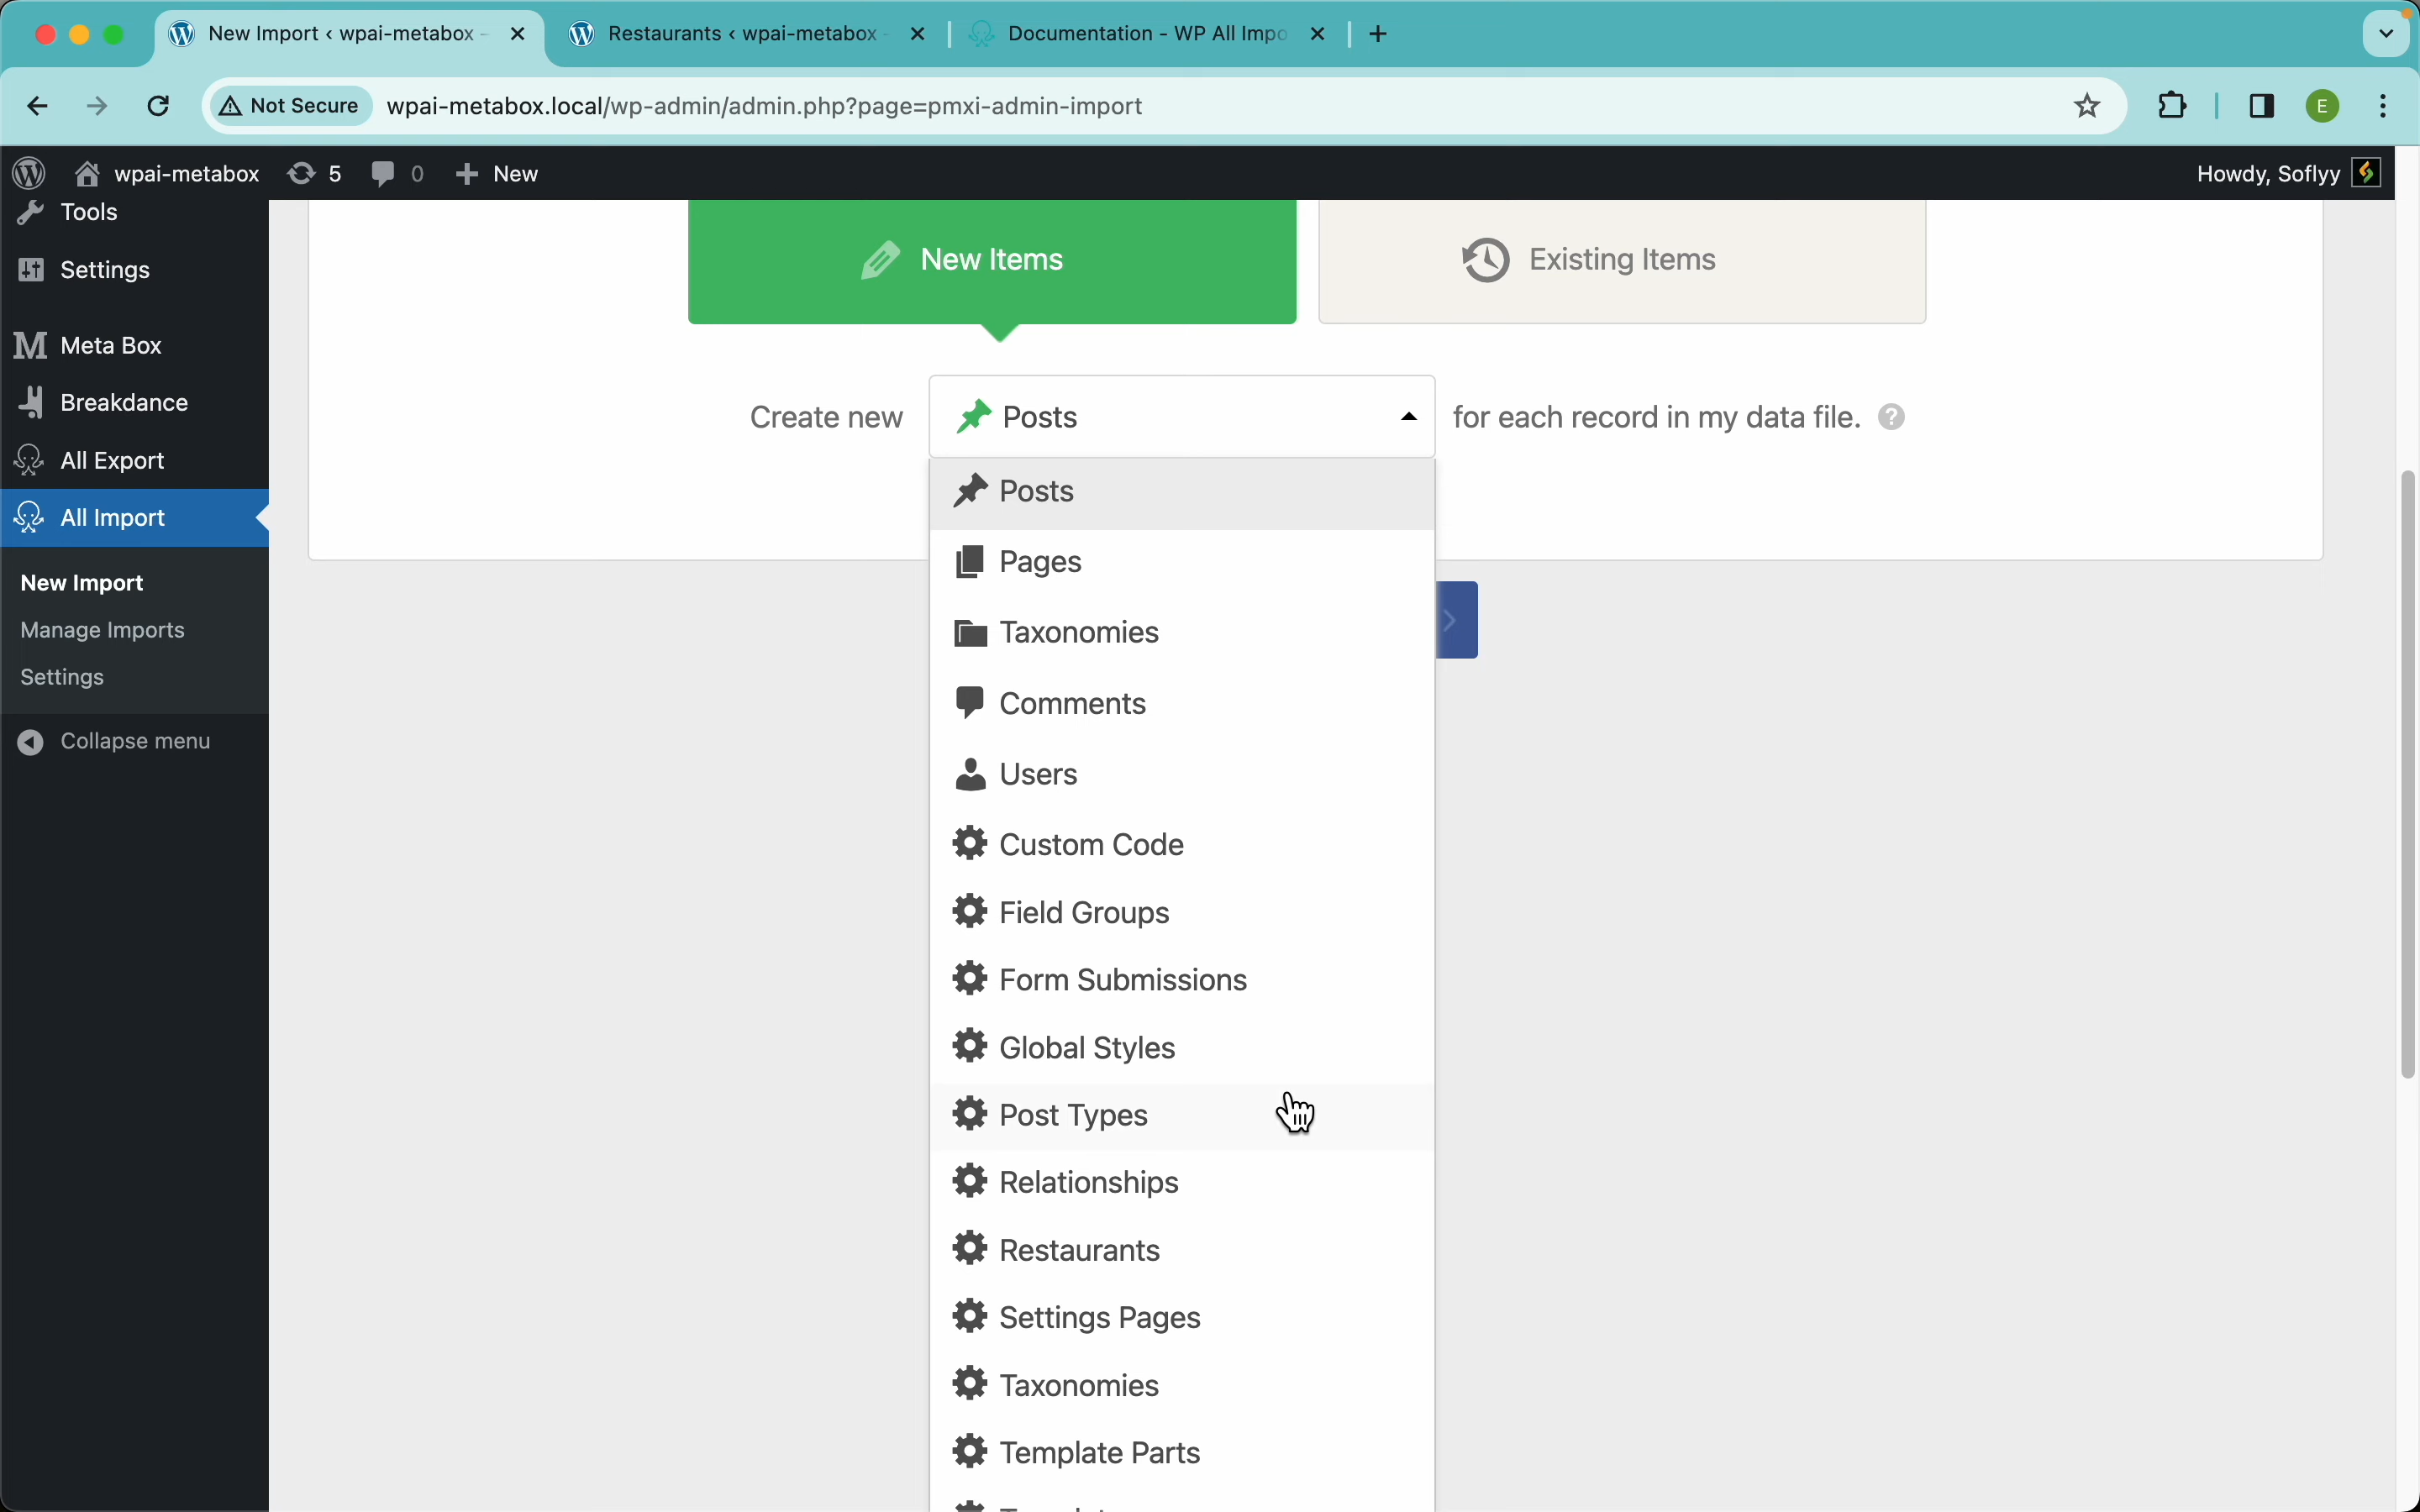 New Import ‹ wpai-metabox -
Restaurants ‹ wpai-metabox -
Documentation - WP All Impo
Not Secure
wpai-metabox.local/wp-admin/admin.php?page=pmxi-admin-import
E
wpai-metabox
5
0
New
Howdy, Soflyy
Tools
Settings
Meta Box
Breakdance
All Export
All Import
New Import
Manage Imports
Settings
Collapse menu
New Items
Existing Items
Create new
Posts
for each record in my data file.
?
Posts
Pages
Taxonomies
Comments
Users
Custom Code
Field Groups
Form Submissions
Global Styles
Post Types
Relationships
Restaurants
Settings Pages
Taxonomies
Template Parts